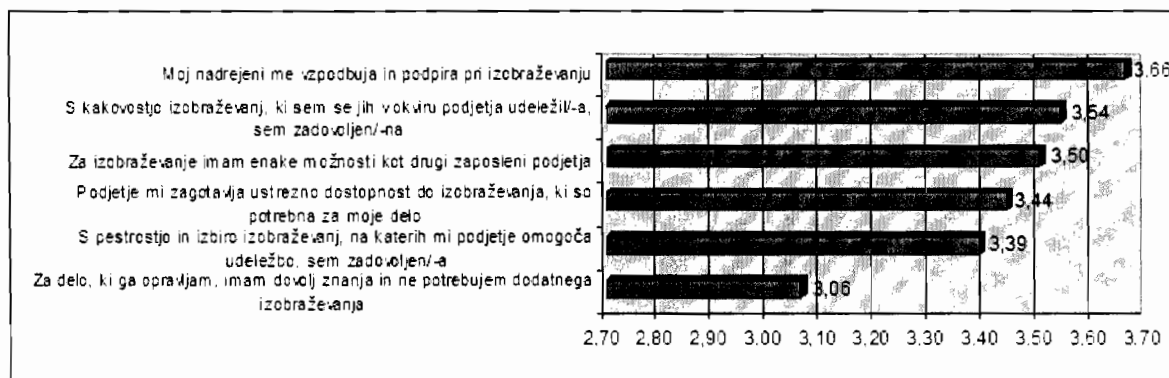 Moj nadrejeni me vzpodbuja in podpira pri izobraževanju
3,66
S kakovostjo izobraževanj, ki sem se jih v okviru podjetja udeležil/-a,
sem zadovoljen/-na
3,54
Za izobraževanje imam enake možnosti kot drugi zaposleni podjetja
3,50
Podjetje mi zagotavlja ustrezno dostopnost do izobraževanja, ki so
potrebna za moje delo
3,44
S pestrostjo in izbiro izobraževanj, na katerih mi podjetje omogoča
udeležbo, sem zadovoljen/-a
3,39
Za delo, ki ga opravljam, imam dovolj znanja in ne potrebujem dodatnega
izobraževanja
3,06
2,70 2,80 2,90 3,00 3,10 3,20 3,30 3,40 3,50 3,60 3,70